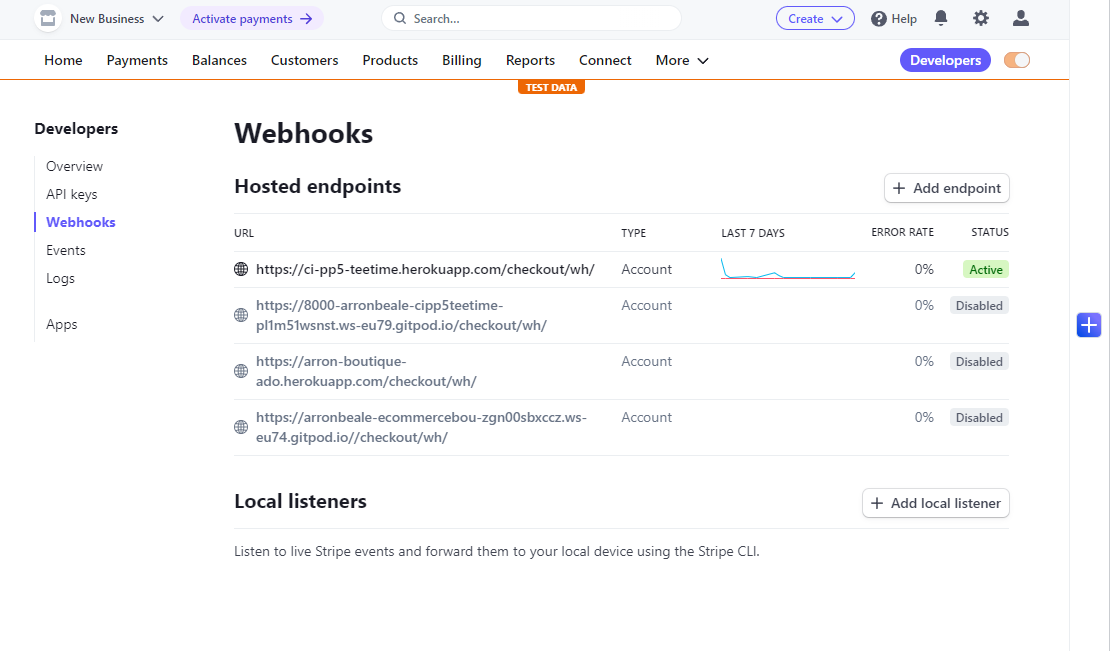 New Business
Activate payments
Search...
Create
Help
Home Payments Balances Customers Products Billing Reports Connect More
Developers
TEST DATA
Developers
Overview
API keys
Webhooks
Events
Logs
Apps
Webhooks
Hosted endpoints
Add endpoint
URL TYPE LAST 7 DAYS ERROR RATE STATUS
https://ci-pp5-teetime.herokuapp.com/checkout/wh/ Account 0% Active
https://8000-arronbeale-cipp5teetime- Account 0% Disabled
pl1m51wsnst.ws-eu79.gitpod.io/checkout/wh/
https://arron-boutique- Account 0% Disabled
ado.herokuapp.com/checkout/wh/
https://arronbeale-ecommercebou-zgn00sbxccz.ws- Account 0% Disabled
eu74.gitpod.io//checkout/wh/
Local listeners
Add local listener
Listen to live Stripe events and forward them to your local device using the Stripe CLI.